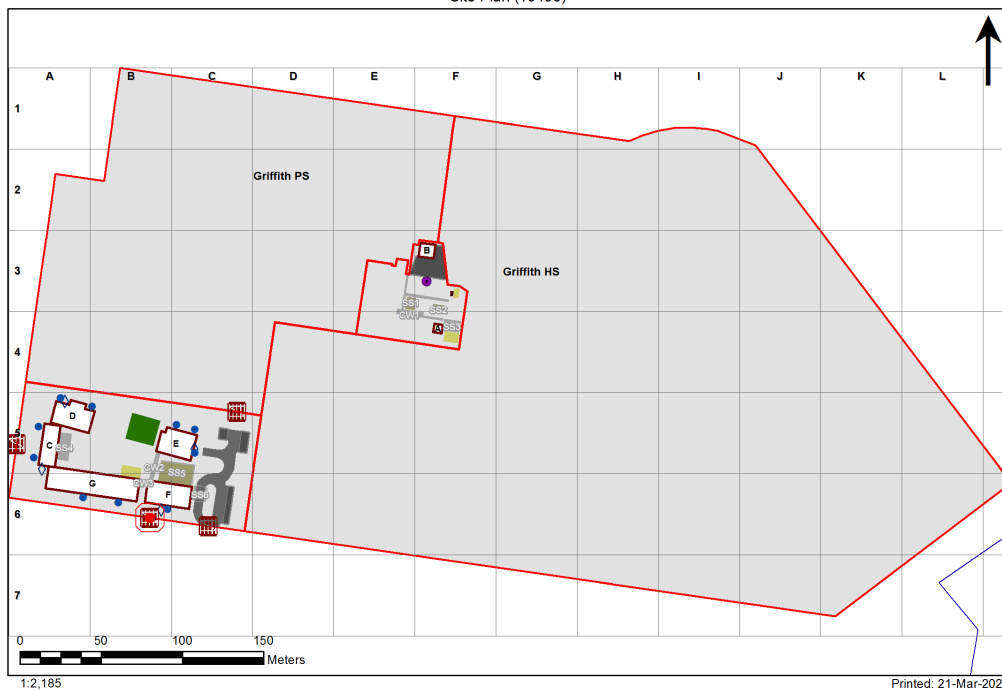 A B C D E F G H I J K L
1
2
Griffith PS
B
3
Griffith HS
SS1
SS2
CW1
A
SS3
4
D
5
E
C
SS4
CW2
SS5
G
CW3
F
SS6
6
7
0 50 100 150
Meters
1:2,185
Printed: 21-Mar-202